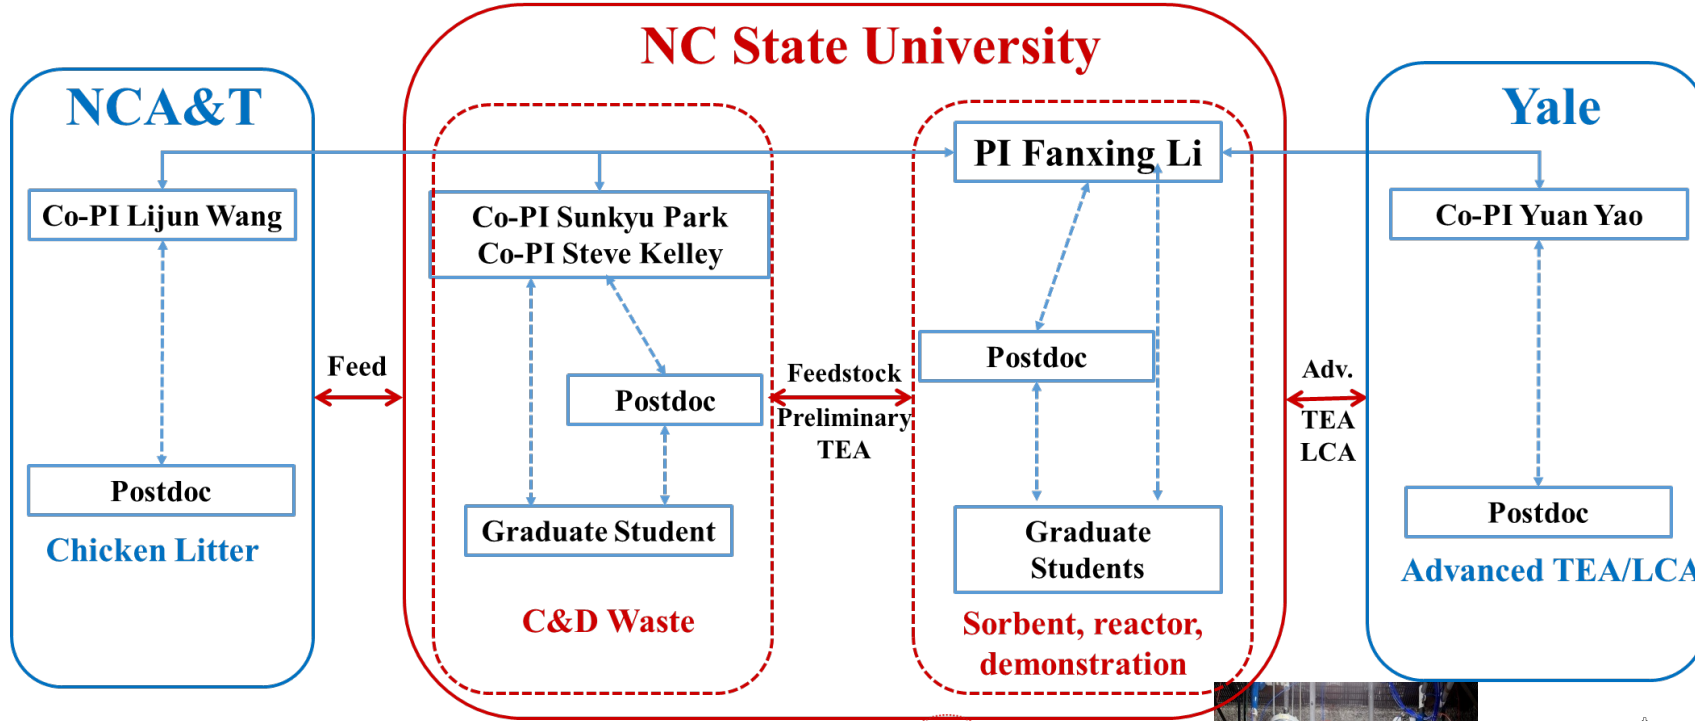 NC State University
NCA&T
Co-PI Lijun Wang
Postdoc
Chicken Litter
Feed
Co-PI Sunkyu Park
Co-PI Steve Kelley
Postdoc
Graduate Student
C&D Waste
Feedstock
Preliminary
TEA
PI Fanxing Li
Postdoc
Graduate
Students
Sorbent, reactor,
demonstration
Adv.
TEA
LCA
Yale
Co-PI Yuan Yao
Postdoc
Advanced TEA/LCA